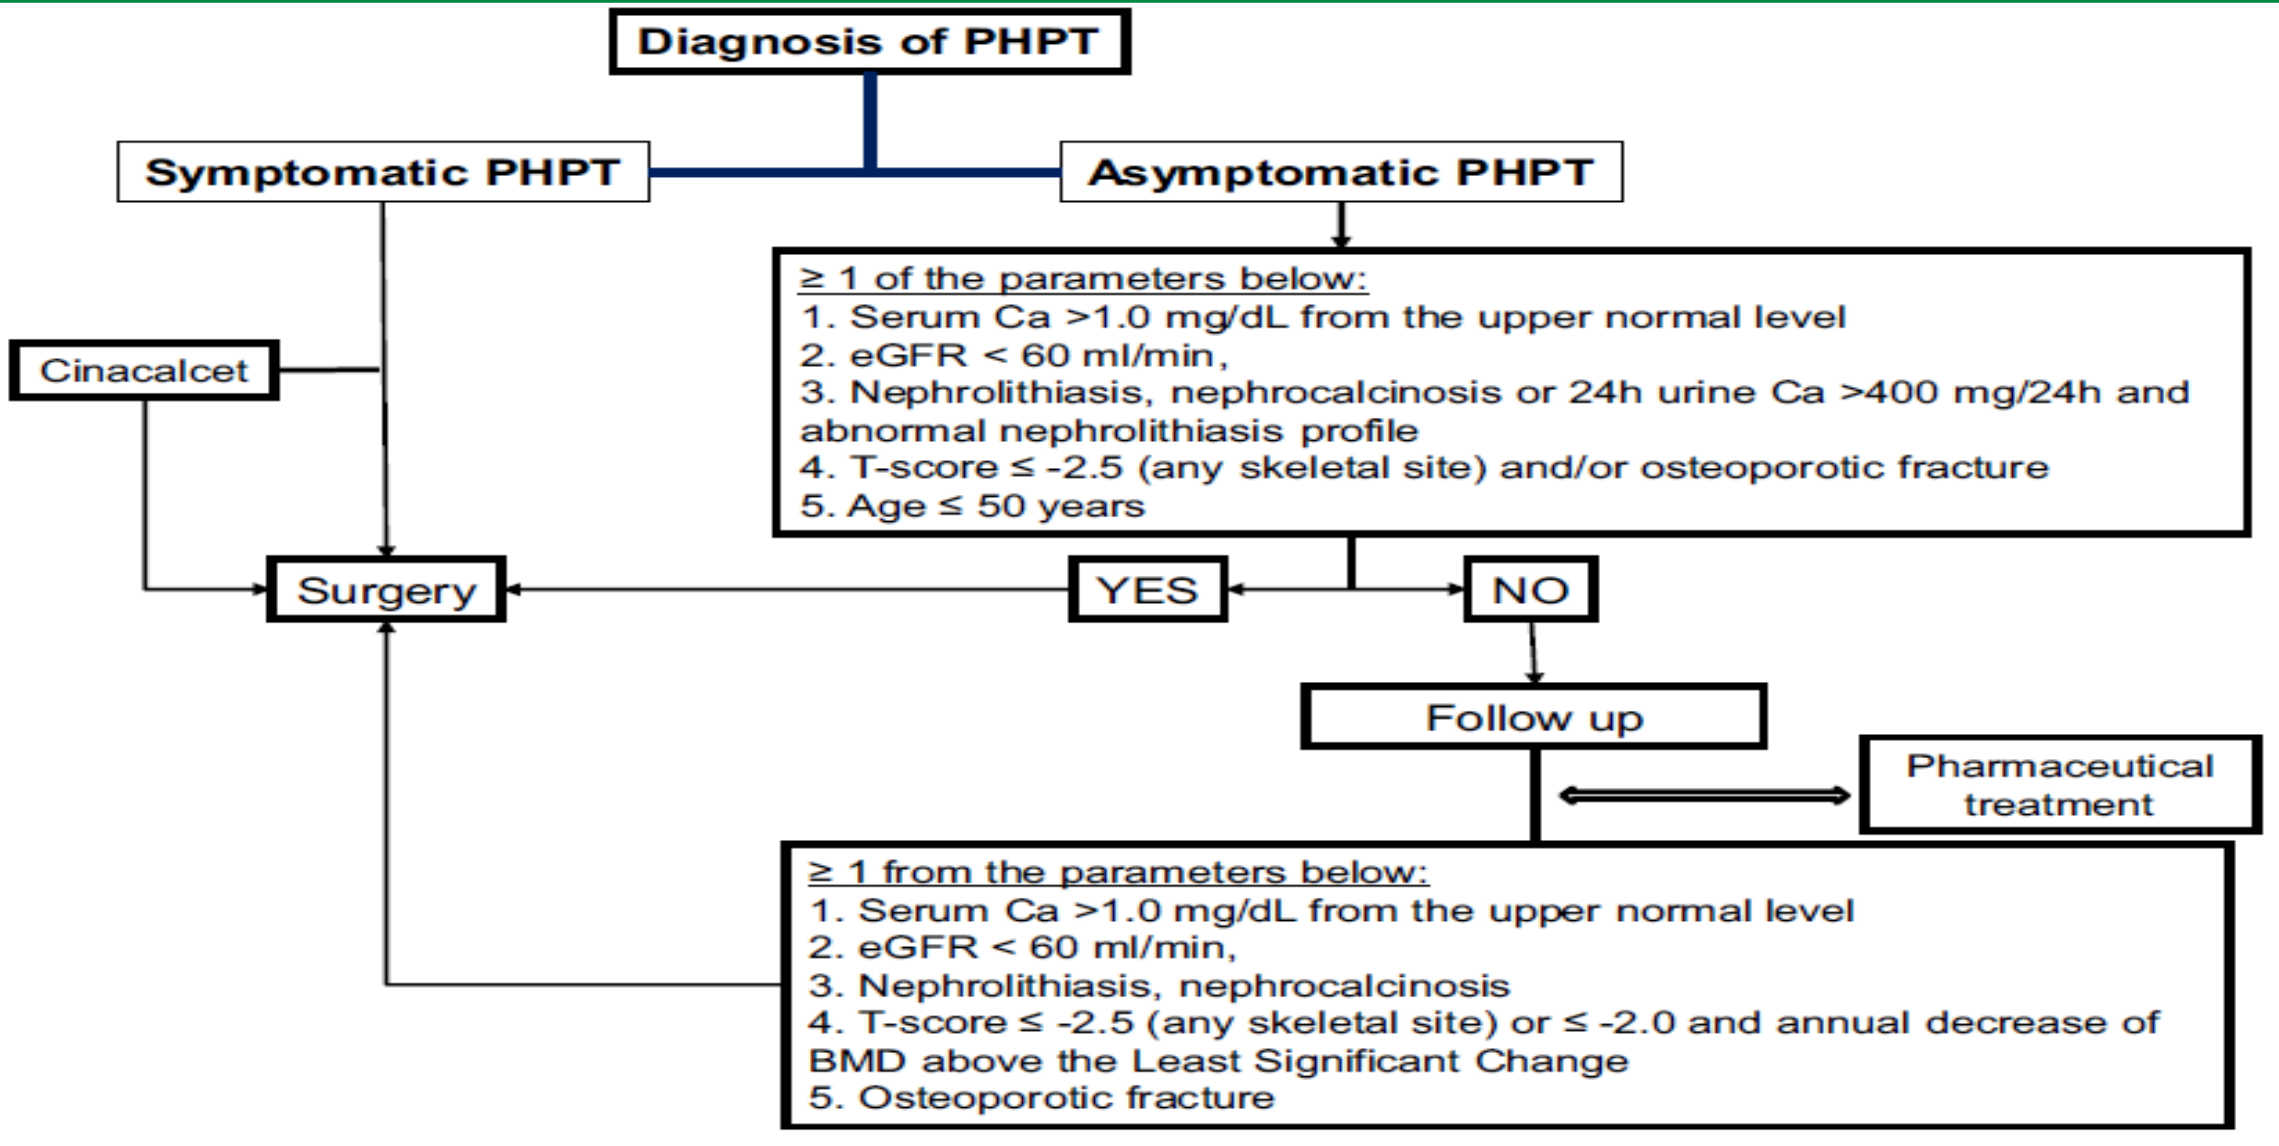 Diagnosis of PHPT
Symptomatic PHPT
Asymptomatic PHPT
≥ 1 of the parameters below:
1. Serum Ca >1.0 mg/dL from the upper normal level
2. eGFR < 60 ml/min,
3. Nephrolithiasis, nephrocalcinosis or 24h urine Ca >400 mg/24h and
abnormal nephrolithiasis profile
4. T-score ≤ -2.5 (any skeletal site) and/or osteoporotic fracture
5. Age ≤ 50 years
Cinacalcet
Surgery
YES
NO
Follow up
Pharmaceutical
treatment
≥ 1 from the parameters below:
1. Serum Ca >1.0 mg/dL from the upper normal level
2. eGFR < 60 ml/min,
3. Nephrolithiasis, nephrocalcinosis
4. T-score ≤ -2.5 (any skeletal site) or ≤ -2.0 and annual decrease of
BMD above the Least Significant Change
5. Osteoporotic fracture